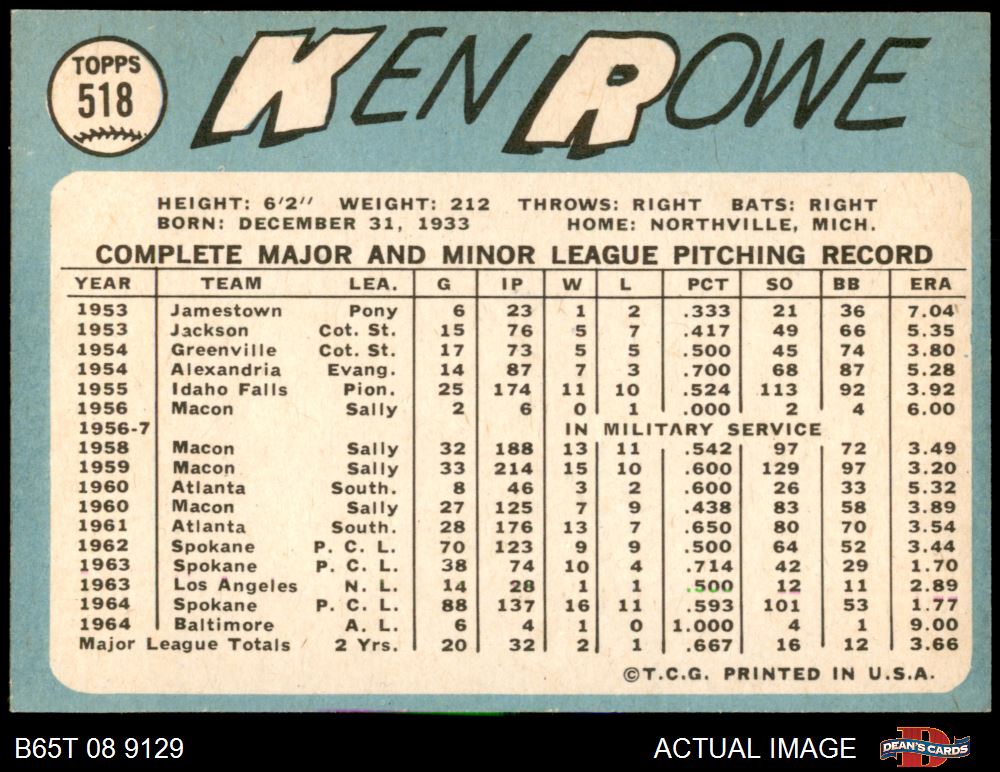 TOPPS
518
KEN ROWE
HEIGHT: 6'2" WEIGHT: 212 THROWS: RIGHT BATS: RIGHT
BORN: DECEMBER 31, 1933 HOME: NORTHVILLE, MICH.
COMPLETE MAJOR AND MINOR LEAGUE PITCHING RECORD
YEAR TEAM LEA. G IP W L PCT SO BB ERA
1953 Jamestown Pony 6 23 1 2 .333 21 36 7.04
1953 Jackson Cot. St. 15 76 5 7 .417 49 66 5.35
1954 Greenville Cot. St. 17 73 5 5 .500 45 74 3.80
1954 Alexandria Evang. 14 87 7 3 .700 68 87 5.28
1955 Idaho Falls Pion. 25 174 11 10 .524 113 92 3.92
1956 Macon Sally 2 6 0 1 .000 2 4 6.00
1956-7 IN MILITARY SERVICE
1958 Macon Sally 32 188 13 11 .542 97 72 3.49
1959 Macon Sally 33 214 15 10 .600 129 97 3.20
1960 Atlanta South. 8 46 3 2 .600 26 33 5.32
1960 Macon Sally 27 125 7 9 .438 83 58 3.89
1961 Atlanta South. 28 176 13 7 .650 80 70 3.54
1962 Spokane P. C. L. 70 123 9 9 .500 64 52 3.44
1963 Spokane P. C. L. 38 74 10 4 .714 42 29 1.70
1963 Los Angeles N. L. 14 28 1 1 .500 12 11 2.89
1964 Spokane P. C. L. 88 137 16 11 .593 101 53 1.77
1964 Baltimore A. L. 6 4 1 0 1.000 4 1 9.00
Major League Totals 2 Yrs. 20 32 2 1 .667 16 12 3.66
©T.C.G. PRINTED IN U.S.A.
B65T 08 9129 ACTUAL IMAGE DEAN'S CARDS